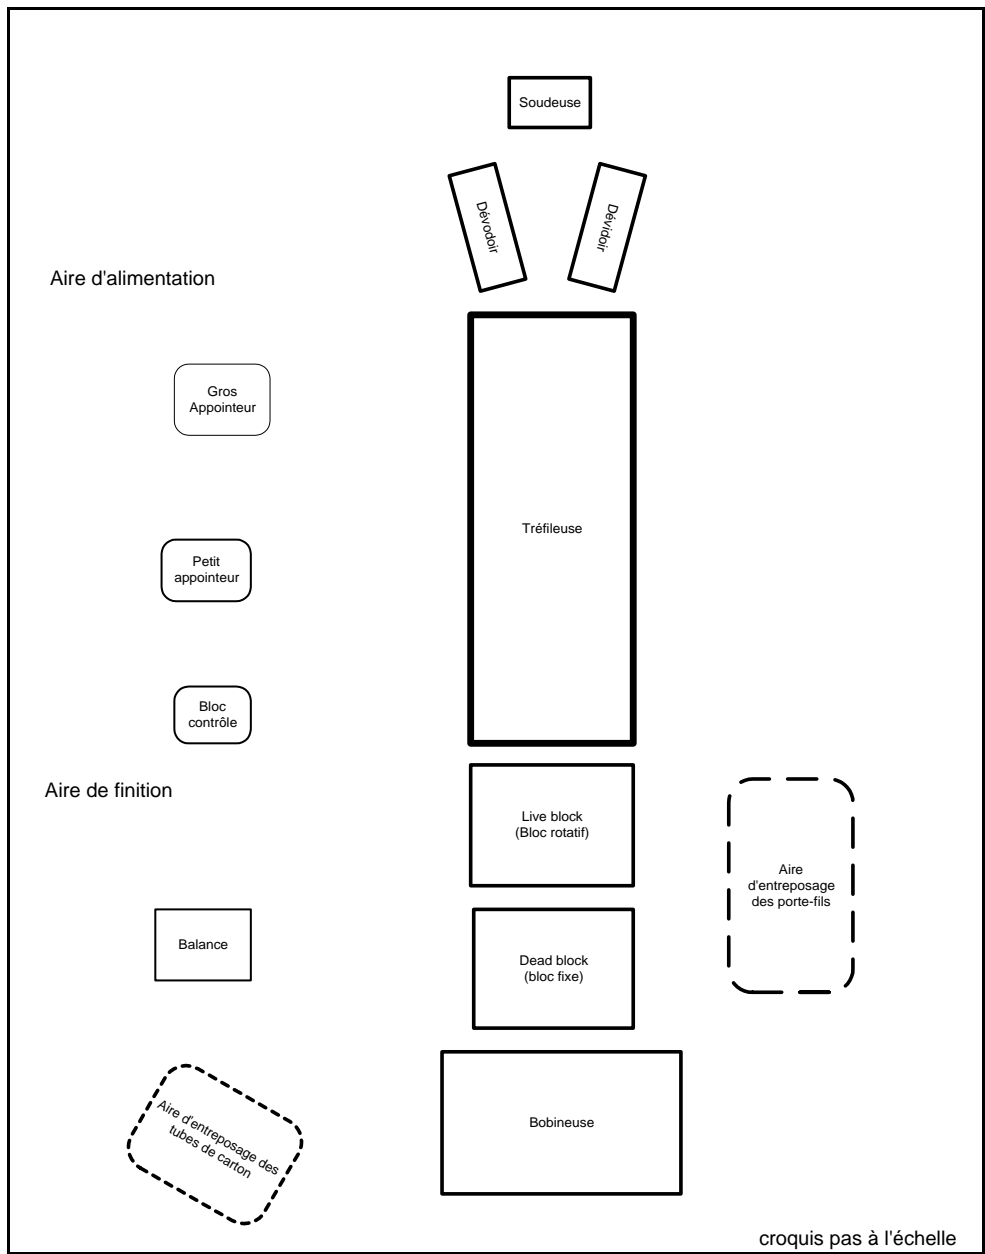 Soudeuse
Dévodoir
Dévidoir
Aire d'alimentation
Gros
Appointeur
Tréfileuse
Petit
appointeur
Bloc
contrôle
Aire de finition
Live block
(Bloc rotatif)
Aire
d'entreposage
des porte-fils
Balance
Dead block
(bloc fixe)
Aire d'entreposage des
tubes de carton
Bobineuse
croquis pas à l'échelle